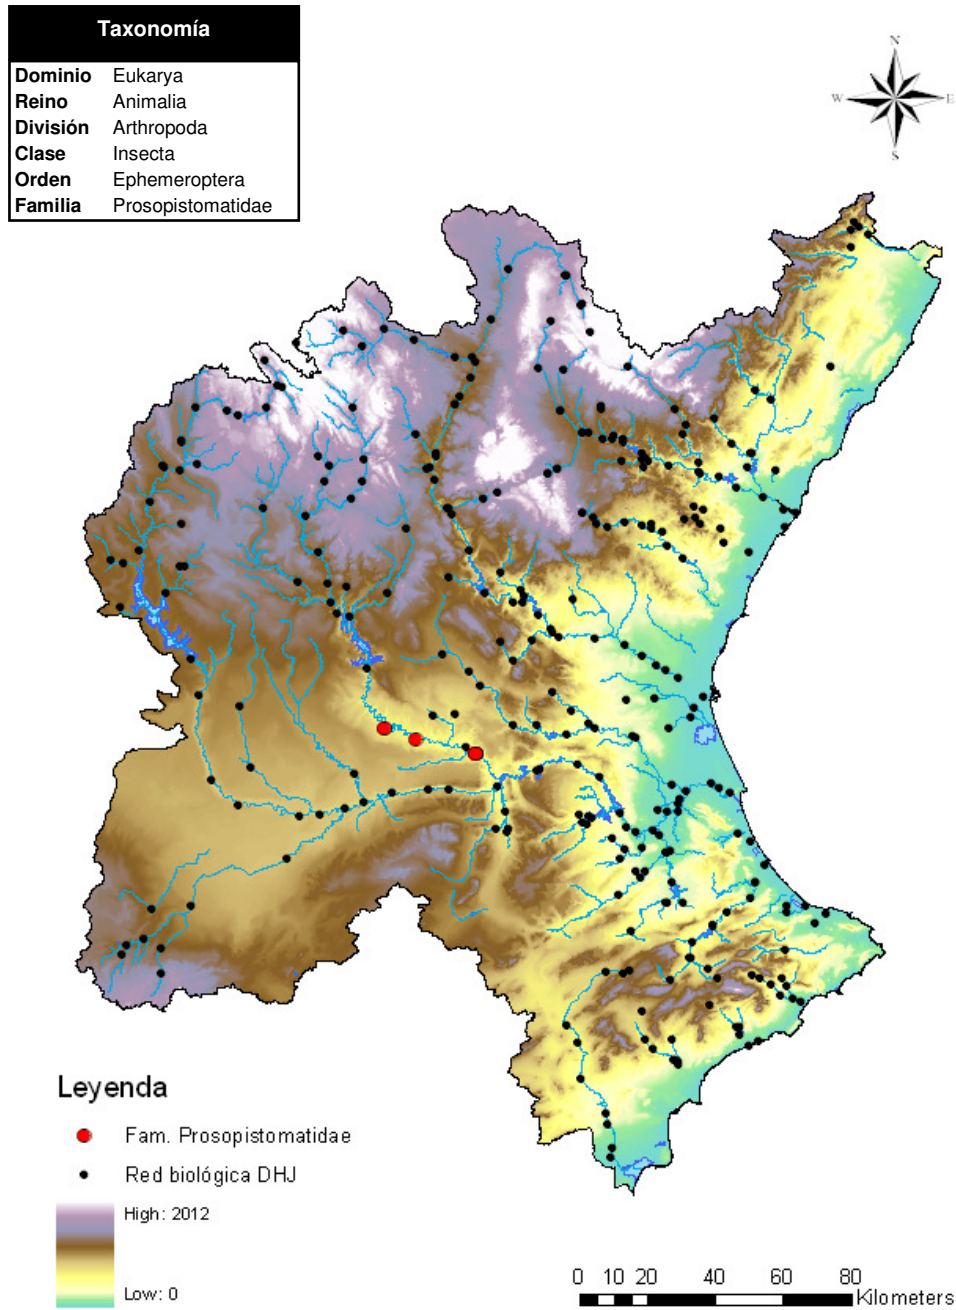 Taxonomía
Dominio Eukarya
Reino Animalia
División Arthropoda
Clase Insecta
Orden Ephemeroptera
Familia Prosopistomatidae
N
W E
S
Leyenda
Fam. Prosopistomatidae
Red biológica DHJ
High: 2012
Low: 0
0 10 20 40 60 80
Kilometers